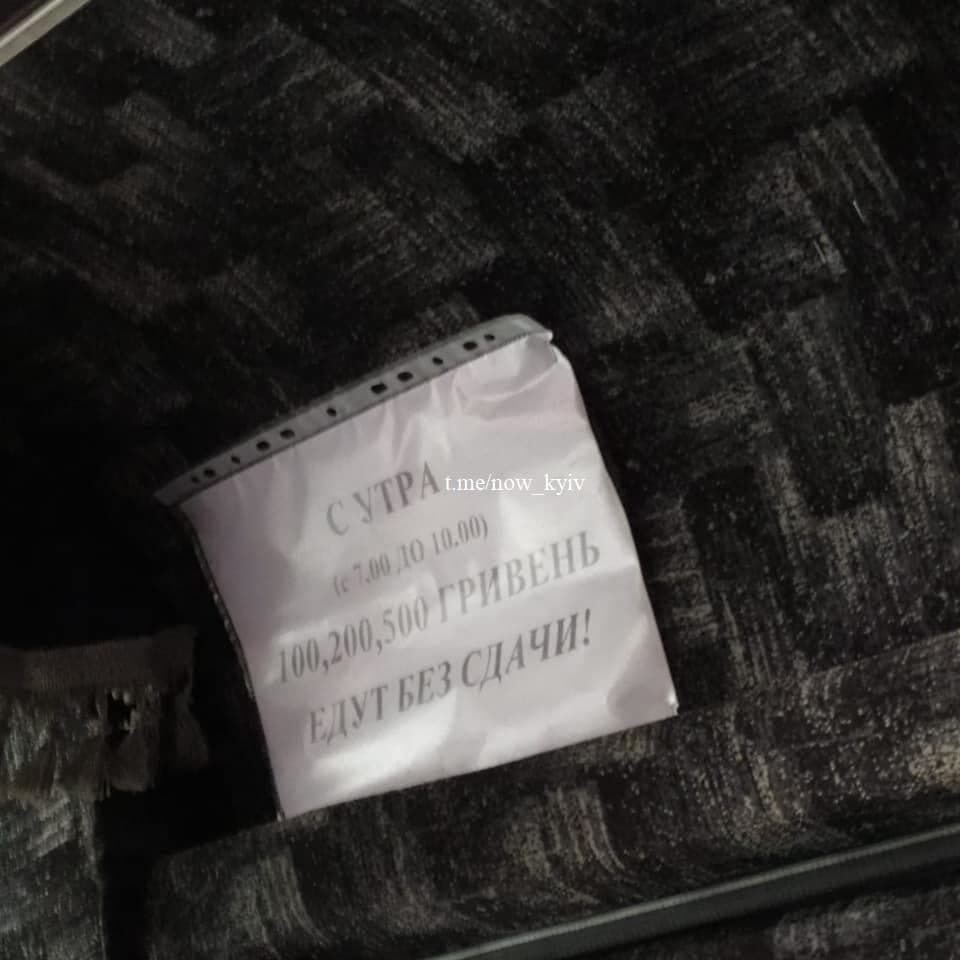 С УТРА
t.me/now_kyiv
(с 7.00 ДО 10.00)
100,200,500 ГРИВЕНЬ
ЕДУТ БЕЗ СДАЧИ!